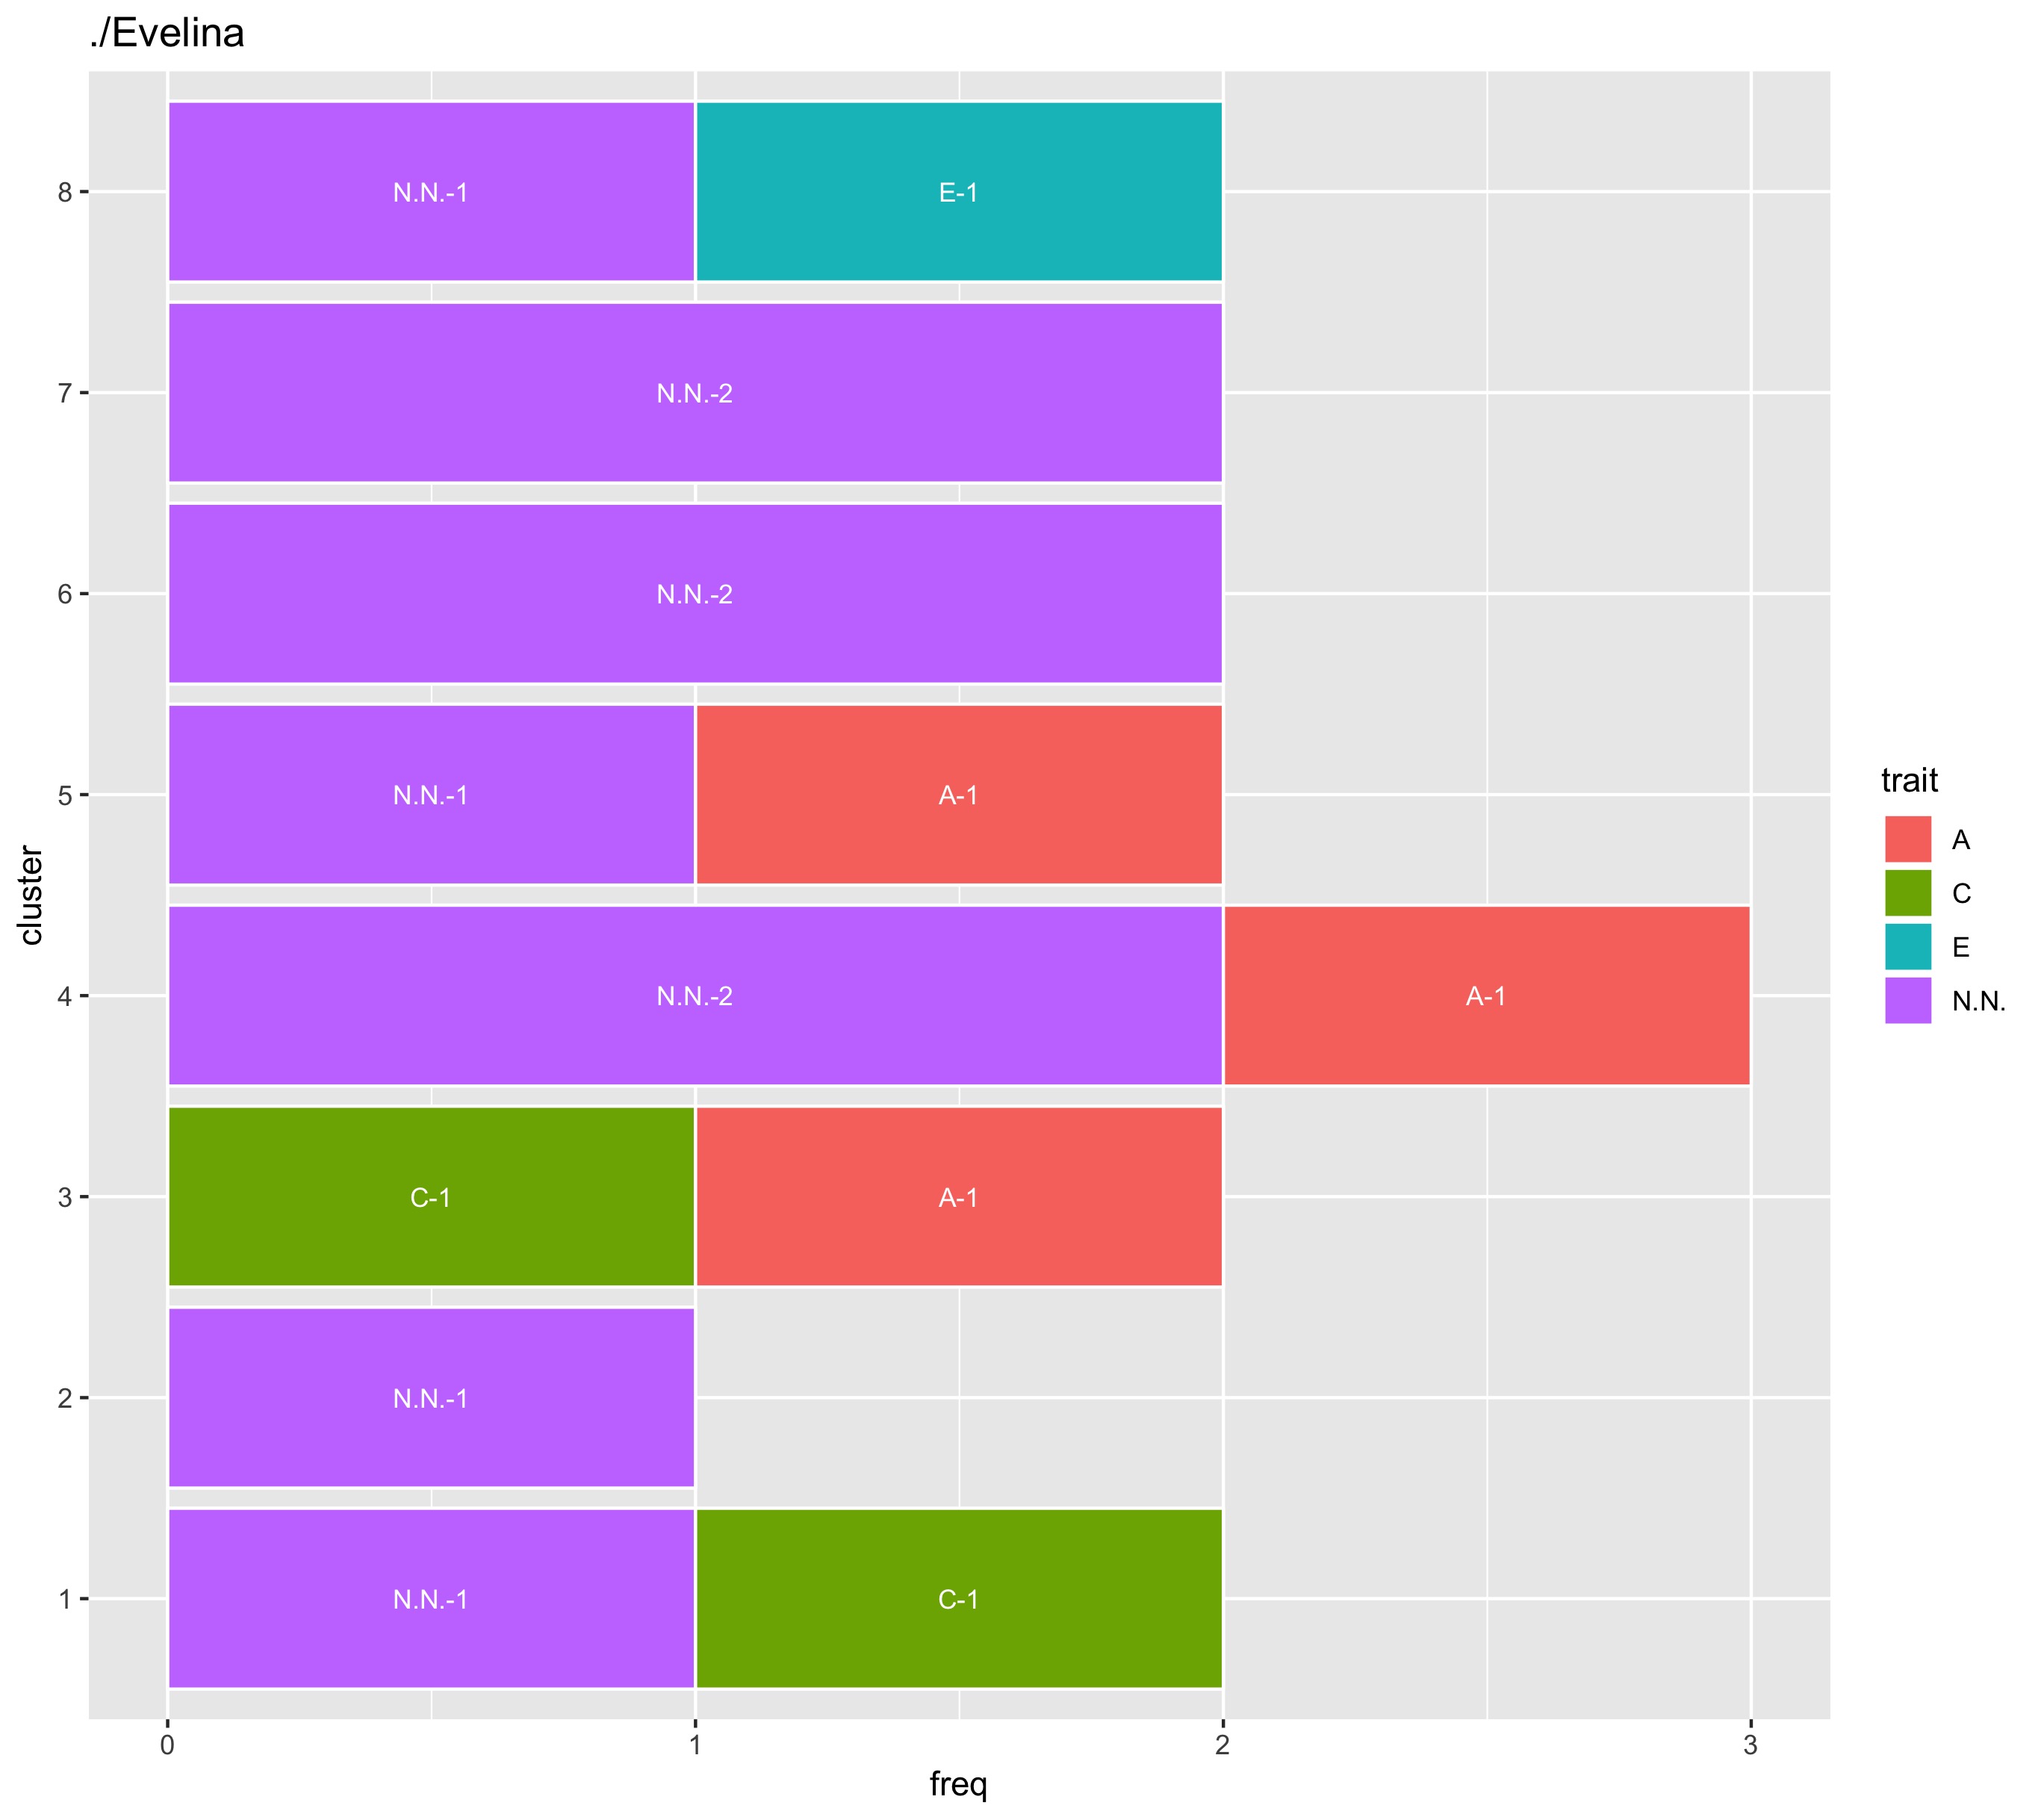 ./Evelina
8
N.N.-1 E-1
7
N.N.-2
6
N.N.-2
5
N.N.-1 A-1
4
N.N.-2 A-1
3
C-1 A-1
2
N.N.-1
1
N.N.-1 C-1
cluster
0 1 2 3
freq
trait
A
C
E
N.N.